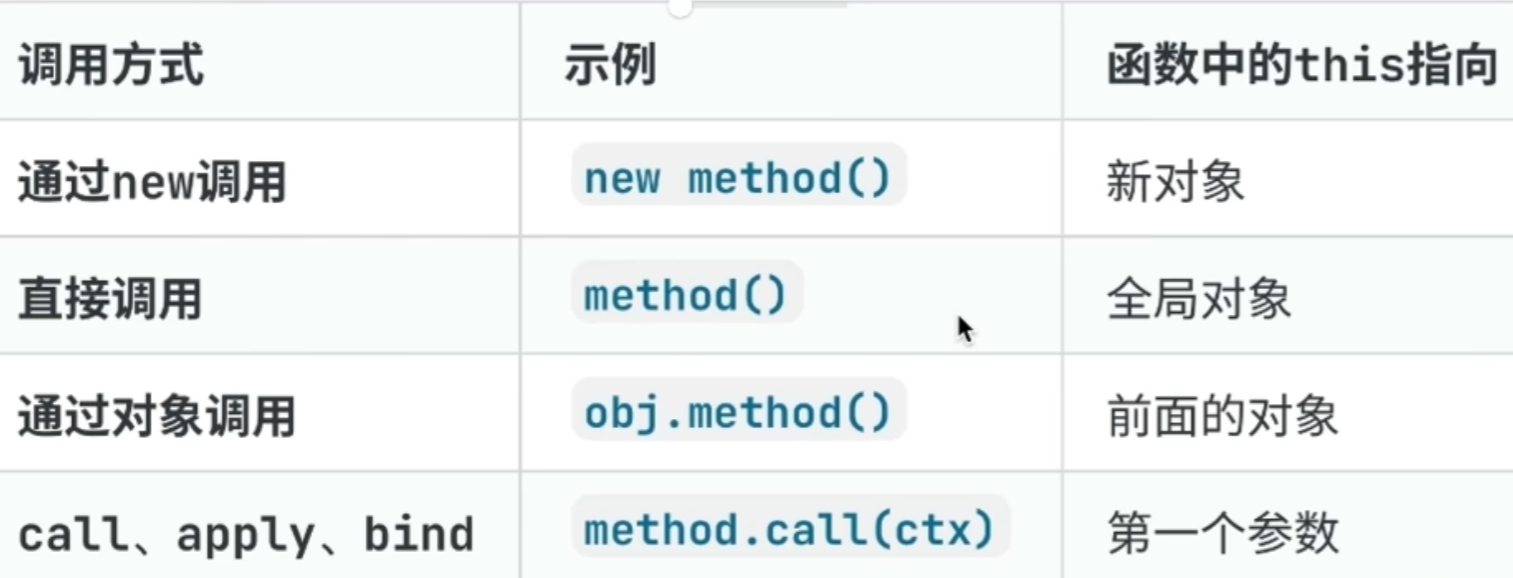 调用方式 示例 函数中的this指向
通过new调用 new method() 新对象
直接调用 method() 全局对象
通过对象调用 obj.method() 前面的对象
call、apply、bind method.call(ctx) 第一个参数